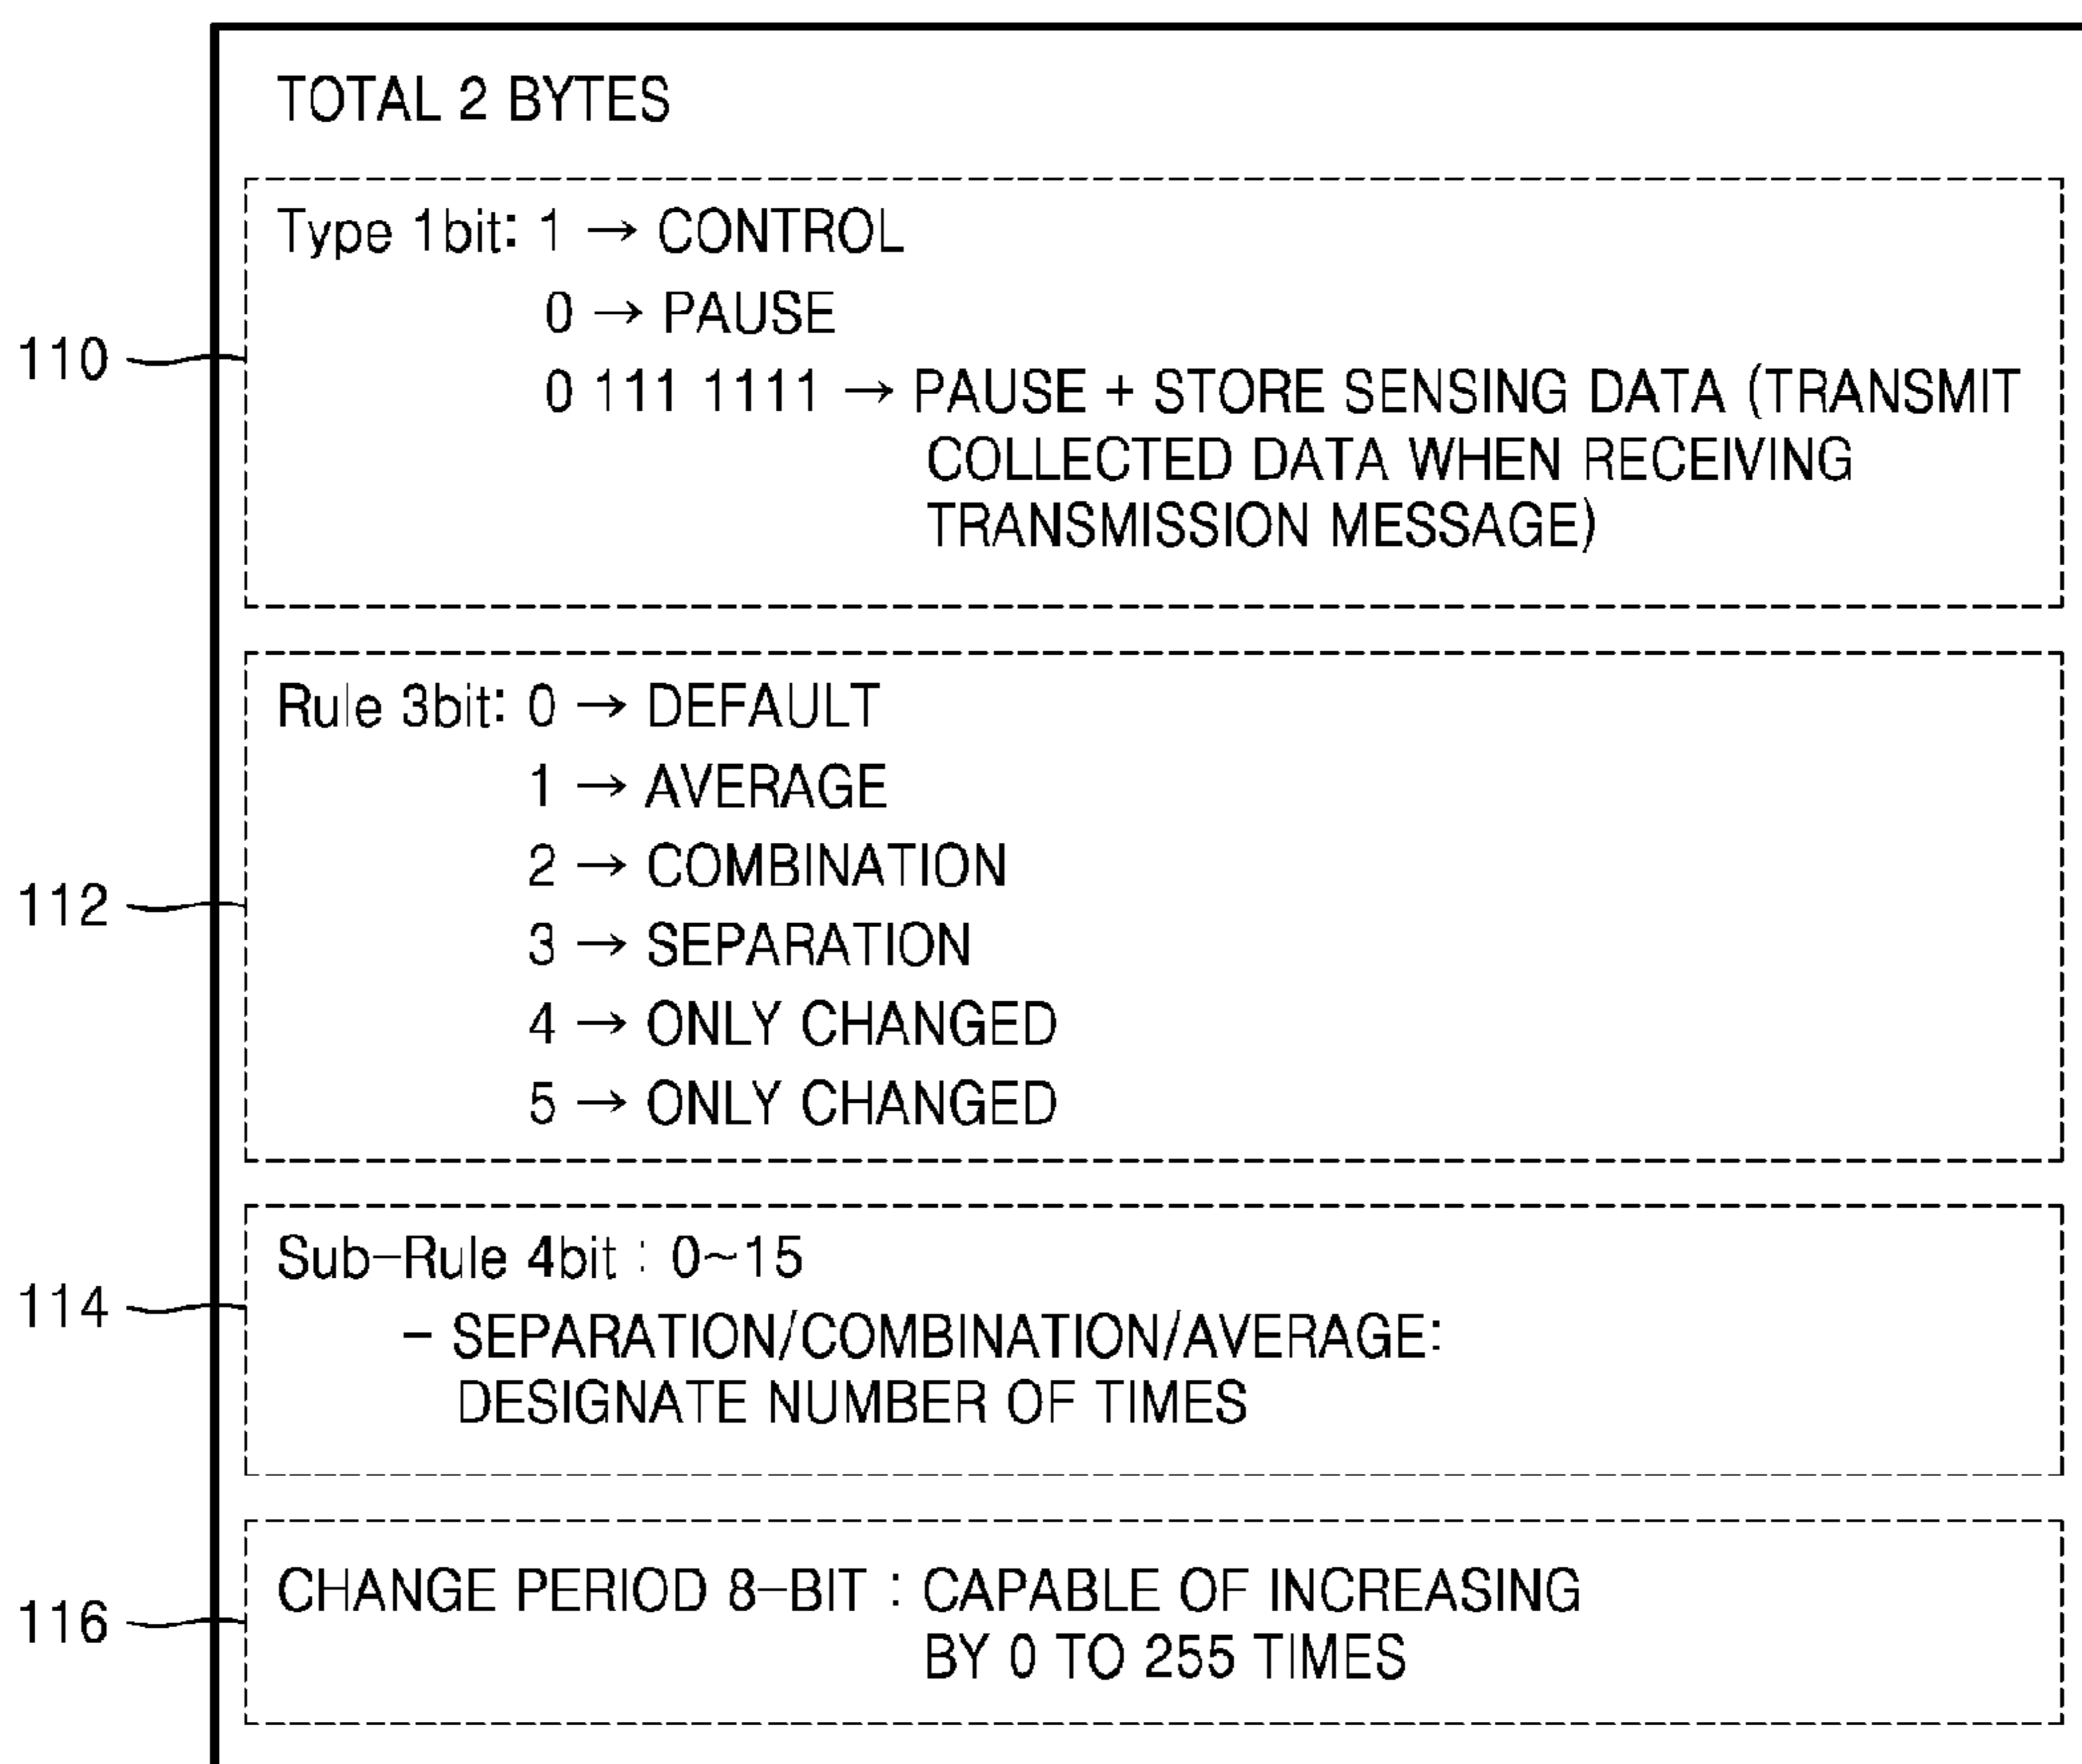 TOTAL 2 BYTES
Type 1bit: 1 → CONTROL
0 → PAUSE
110
0 111 1111 → PAUSE + STORE SENSING DATA (TRANSMIT
COLLECTED DATA WHEN RECEIVING
TRANSMISSION MESSAGE)
Rule 3bit: 0 → DEFAULT
1 → AVERAGE
2 → COMBINATION
112
3 → SEPARATION
4 → ONLY CHANGED
5 → ONLY CHANGED
Sub-Rule 4bit : 0~15
114
- SEPARATION/COMBINATION/AVERAGE:
DESIGNATE NUMBER OF TIMES
CHANGE PERIOD 8-BIT : CAPABLE OF INCREASING
116
BY 0 TO 255 TIMES